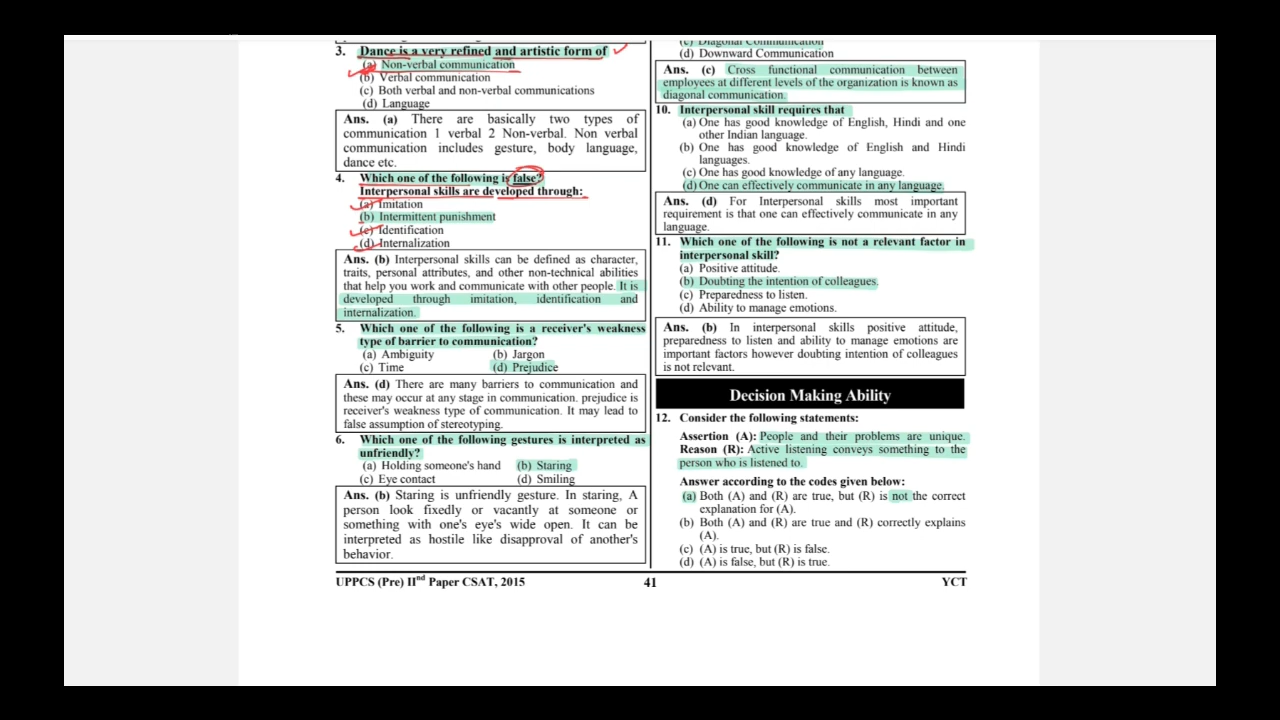 3. Dance is a very refined and artistic form of
(a) Non-verbal communication
(b) Verbal communication
(c) Both verbal and non-verbal communications
(d) Language
Ans. (a) There are basically two types of
communication 1 verbal 2 Non-verbal. Non verbal
communication includes gesture, body language,
dance etc.
4. Which one of the following is false?
Interpersonal skills are developed through:
(a) Imitation
(b) Intermittent punishment
(c) Identification
(d) Internalization
Ans. (b) Interpersonal skills can be defined as character,
traits, personal attributes, and other non-technical abilities
that help you work and communicate with other people. It is
developed through imitation, identification and
internalization.
5. Which one of the following is a receiver's weakness
type of barrier to communication?
(a) Ambiguity (b) Jargon
(c) Time (d) Prejudice
Ans. (d) There are many barriers to communication and
these may occur at any stage in communication. prejudice is
receiver's weakness type of communication. It may lead to
false assumption of stereotyping.
6. Which one of the following gestures is interpreted as
unfriendly?
(a) Holding someone's hand (b) Staring
(c) Eye contact (d) Smiling
Ans. (b) Staring is unfriendly gesture. In staring, A
person look fixedly or vacantly at someone or
something with one's eye's wide open. It can be
interpreted as hostile like disapproval of another's
behavior.
(c) Diagonal Communication
(d) Downward Communication
Ans. (c) Cross functional communication between
employees at different levels of the organization is known as
diagonal communication.
10. Interpersonal skill requires that
(a) One has good knowledge of English, Hindi and one
other Indian language.
(b) One has good knowledge of English and Hindi
languages.
(c) One has good knowledge of any language.
(d) One can effectively communicate in any language.
Ans. (d) For Interpersonal skills most important
requirement is that one can effectively communicate in any
language.
11. Which one of the following is not a relevant factor in
interpersonal skill?
(a) Positive attitude.
(b) Doubting the intention of colleagues.
(c) Preparedness to listen.
(d) Ability to manage emotions.
Ans. (b) In interpersonal skills positive attitude,
preparedness to listen and ability to manage emotions are
important factors however doubting intention of colleagues
is not relevant.
Decision Making Ability
12. Consider the following statements:
Assertion (A): People and their problems are unique.
Reason (R): Active listening conveys something to the
person who is listened to.
Answer according to the codes given below:
(a) Both (A) and (R) are true, but (R) is not the correct
explanation for (A).
(b) Both (A) and (R) are true and (R) correctly explains
(A).
(c) (A) is true, but (R) is false.
(d) (A) is false, but (R) is true.
UPPCS (Pre) IInd Paper CSAT, 2015 41 YCT